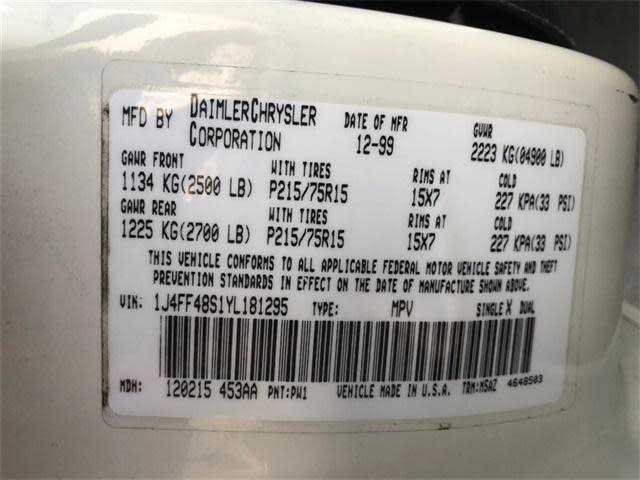 MFD BY DAIMLERCHRYSLER CORPORATION DATE OF MFR 12-99 GVWR 2223 KG(04900 LB)
GAWR FRONT WITH TIRES RIMS AT COLD
1134 KG(2500 LB) P215/75R15 15X7 227 KPA(33 PSI)
GAWR REAR WITH TIRES RIMS AT COLD
1225 KG(2700 LB) P215/75R15 15X7 227 KPA(33 PSI)
THIS VEHICLE CONFORMS TO ALL APPLICABLE FEDERAL MOTOR VEHICLE SAFETY AND THEFT
PREVENTION STANDARDS IN EFFECT ON THE DATE OF MANUFACTURE SHOWN ABOVE.
VIN: 1J4FF48S1YL181295 TYPE: MPV SINGLE X DUAL
MDH: 120215 453AA PNT:PW1 VEHICLE MADE IN U.S.A. TRM:MSAZ 4648503